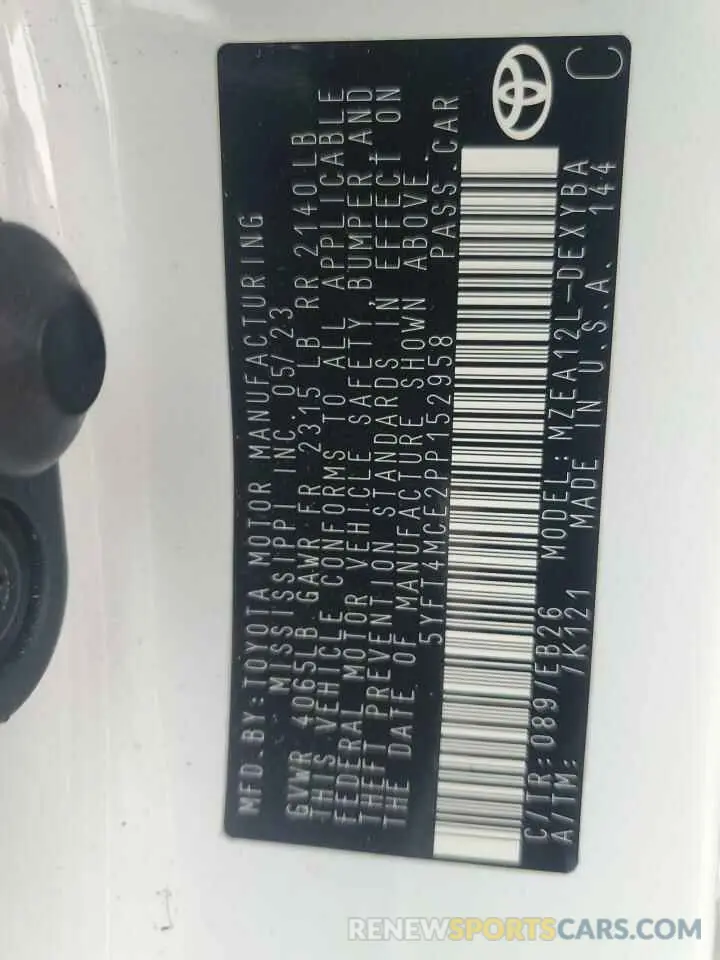 MFD.BY:TOYOTA MOTOR MANUFACTURING
MISSISSIPPI INC. 05/23
GVWR 4065LB GAWR FR 2315 LB RR 2140LB
THIS VEHICLE CONFORMS TO ALL APPLICABLE
FEDERAL MOTOR VEHICLE SAFETY, BUMPER AND
THEFT PREVENTION STANDARDS IN EFFECT ON
THE DATE OF MANUFACTURE SHOWN ABOVE.
5YFT4MCE2PP152958 PASS.CAR
C/TR:089/EB26 MODEL:MZEA12L-DEXYBA
A/TM: /K121 MADE IN U.S.A. 144
C
RENEWSPORTSCARS.COM